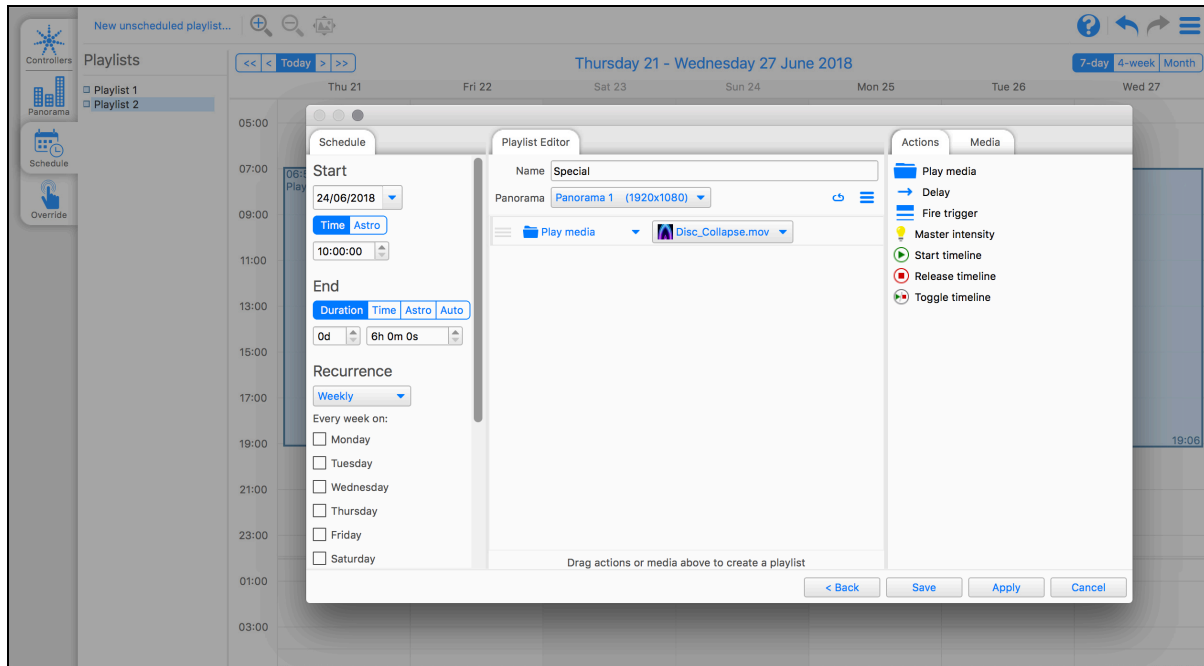 New unscheduled playlist...
Controllers
Panorama
Schedule
Override
Playlists
Playlist 1
Playlist 2
<< < Today > >>
Thursday 21 - Wednesday 27 June 2018
7-day 4-week Month
Thu 21 Fri 22 Sat 23 Sun 24 Mon 25 Tue 26 Wed 27
05:00
07:00
09:00
11:00
13:00
15:00
17:00
19:00
21:00
23:00
01:00
03:00
19:06
Schedule
Start
24/06/2018
Time Astro
10:00:00
End
Duration Time Astro Auto
0d 6h 0m 0s
Recurrence
Weekly
Every week on:
Monday
Tuesday
Wednesday
Thursday
Friday
Saturday
Playlist Editor
Name Special
Panorama Panorama 1 (1920x1080)
Play media Disc_Collapse.mov
Drag actions or media above to create a playlist
Actions Media
Play media
Delay
Fire trigger
Master intensity
Start timeline
Release timeline
Toggle timeline
< Back Save Apply Cancel